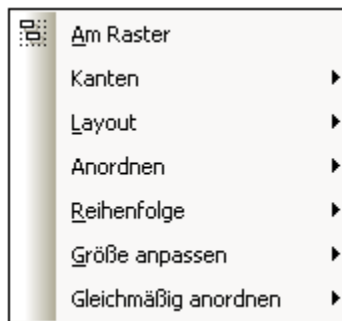 Am Raster
Kanten
Layout
Anordnen
Reihenfolge
Größe anpassen
Gleichmäßig anordnen